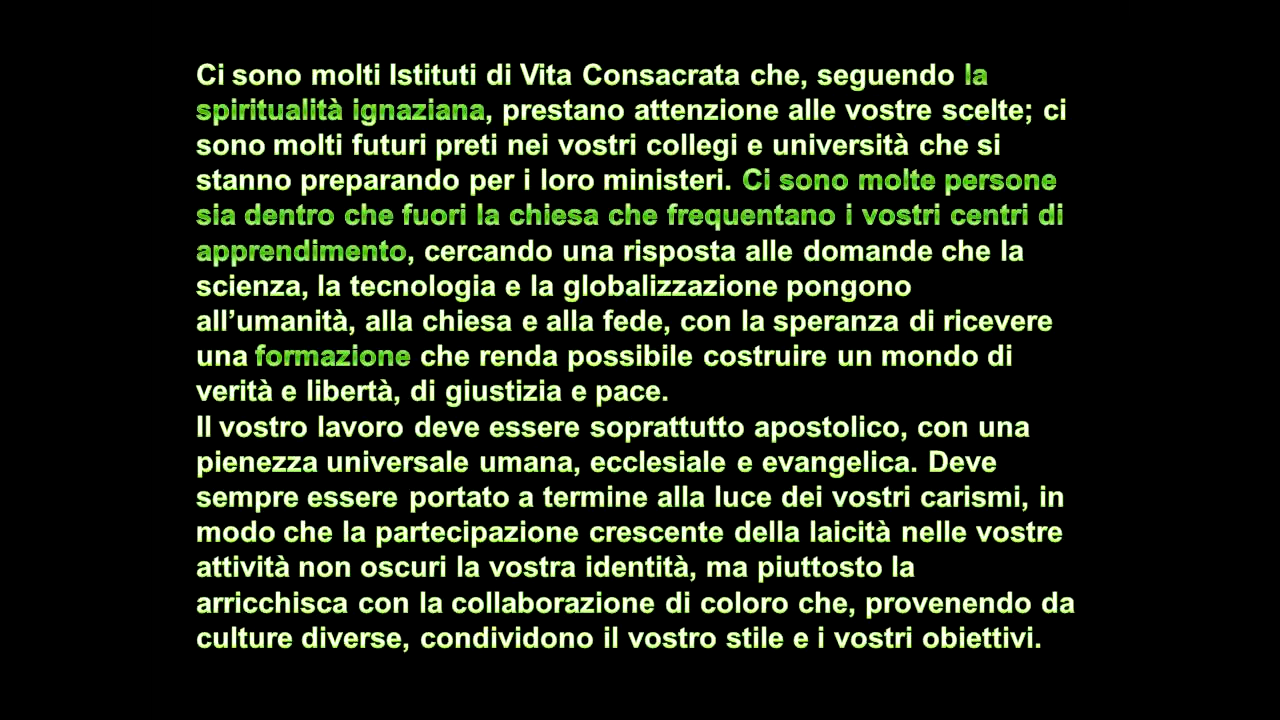 Ci sono molti Istituti di Vita Consacrata che, seguendo la
spiritualità ignaziana, prestano attenzione alle vostre scelte; ci
sono molti futuri preti nei vostri collegi e università che si
stanno preparando per i loro ministeri. Ci sono molte persone
sia dentro che fuori la chiesa che frequentano i vostri centri di
apprendimento, cercando una risposta alle domande che la
scienza, la tecnologia e la globalizzazione pongono
all’umanità, alla chiesa e alla fede, con la speranza di ricevere
una formazione che renda possibile costruire un mondo di
verità e libertà, di giustizia e pace.
Il vostro lavoro deve essere soprattutto apostolico, con una
pienezza universale umana, ecclesiale e evangelica. Deve
sempre essere portato a termine alla luce dei vostri carismi, in
modo che la partecipazione crescente della laicità nelle vostre
attività non oscuri la vostra identità, ma piuttosto la
arricchisca con la collaborazione di coloro che, provenendo da
culture diverse, condividono il vostro stile e i vostri obiettivi.